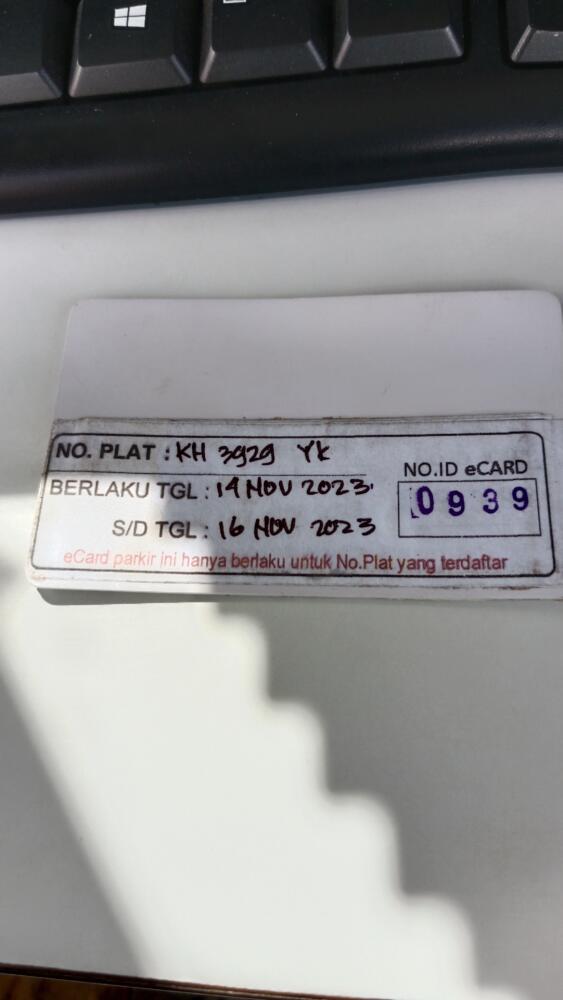 NO. PLAT : KH 3929 YK
NO.ID eCARD
BERLAKU TGL : 14 NOV 2023
0939
S/D TGL : 16 NOV 2023
eCard parkir ini hanya berlaku untuk No.Plat yang terdaftar